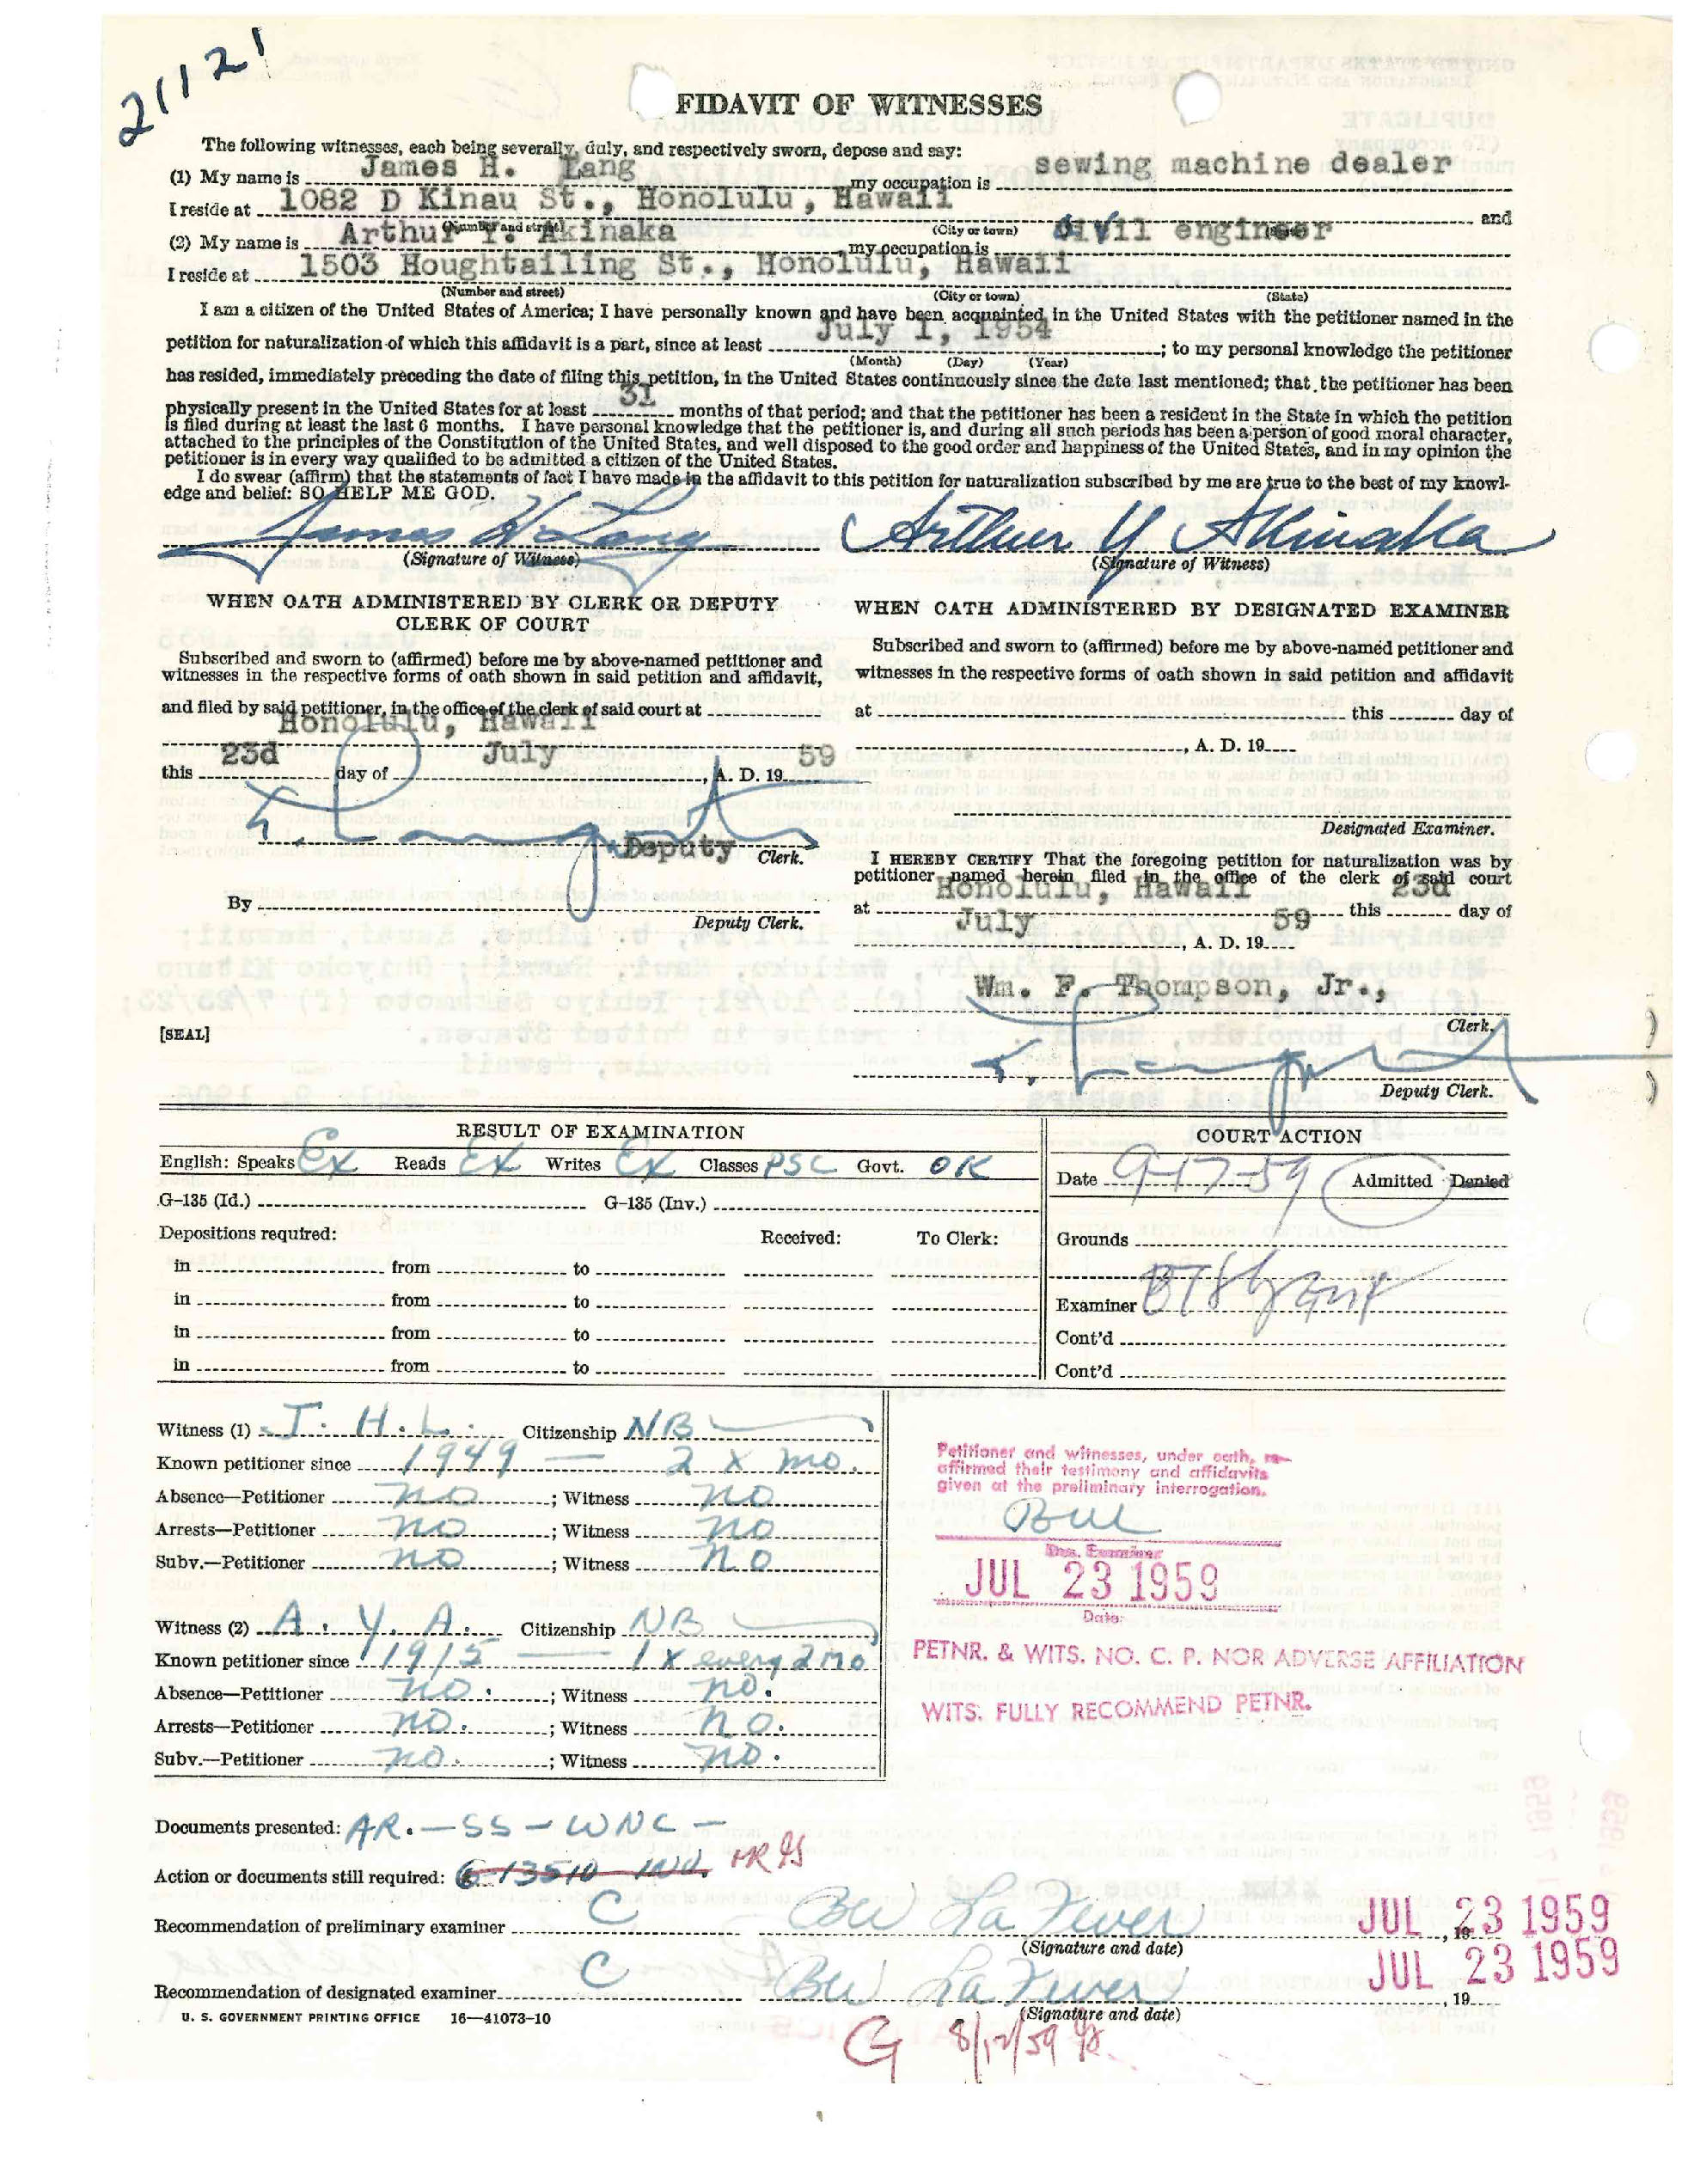 21121
FIDAVIT OF WITNESSES
The following witnesses, each being severally, duly, and respectively sworn, depose and say:
(1) My name is James H. Lang my occupation is sewing machine dealer
I reside at 1082 D Kinau St., Honolulu, Hawaii and
(Number and street) (City or town)
(2) My name is Arthur Y. Akinaka my occupation is civil engineer
I reside at 1503 Houghtailing St., Honolulu, Hawaii
(Number and street) (City or town) (State)
I am a citizen of the United States of America; I have personally known and have been acquainted in the United States with the petitioner named in the
petition for naturalization of which this affidavit is a part, since at least July 1, 1954; to my personal knowledge the petitioner
(Month) (Day) (Year)
has resided, immediately preceding the date of filing this petition, in the United States continuously since the date last mentioned; that the petitioner has been
physically present in the United States for at least 31 months of that period; and that the petitioner has been a resident in the State in which the petition
is filed during at least the last 6 months. I have personal knowledge that the petitioner is, and during all such periods has been a person of good moral character,
attached to the principles of the Constitution of the United States, and well disposed to the good order and happiness of the United States, and in my opinion the
petitioner is in every way qualified to be admitted a citizen of the United States.
I do swear (affirm) that the statements of fact I have made in the affidavit to this petition for naturalization subscribed by me are true to the best of my knowl-
edge and belief: SO HELP ME GOD.
James H Lang Arthur Y Akinaka
(Signature of Witness) (Signature of Witness)
WHEN OATH ADMINISTERED BY CLERK OR DEPUTY
CLERK OF COURT
Subscribed and sworn to (affirmed) before me by above-named petitioner and
witnesses in the respective forms of oath shown in said petition and affidavit,
and filed by said petitioner, in the office of the clerk of said court at
Honolulu, Hawaii
this 23d day of July, A. D. 19 59
Deputy Clerk.
By
Deputy Clerk.
[SEAL]
WHEN OATH ADMINISTERED BY DESIGNATED EXAMINER
Subscribed and sworn to (affirmed) before me by above-named petitioner and
witnesses in the respective forms of oath shown in said petition and affidavit
at this day of
, A. D. 19
Designated Examiner.
I HEREBY CERTIFY That the foregoing petition for naturalization was by
petitioner named herein filed in the office of the clerk of said court
at Honolulu, Hawaii this 23d day of
July, A. D. 19 59
Wm. F. Thompson, Jr.,
Clerk.
Deputy Clerk.
RESULT OF EXAMINATION
English: Speaks Ex Reads Ex Writes Ex Classes PSC Govt. OK
G-135 (Id.) G-135 (Inv.)
Depositions required: Received: To Clerk:
in from to
in from to
in from to
in from to
COURT ACTION
Date 9-17-59 Admitted Denied
Grounds
Examiner
Cont'd
Cont'd
Witness (1) J. H. L. Citizenship NB
Known petitioner since 1949 — 2 x mo.
Absence—Petitioner no; Witness no
Arrests—Petitioner no; Witness no
Subv.—Petitioner no; Witness no
Witness (2) A. Y. A. Citizenship NB
Known petitioner since 1915 — 1 x every 2 mo
Absence—Petitioner no.; Witness no.
Arrests—Petitioner no.; Witness no.
Subv.—Petitioner no.; Witness no.
Petitioner and witnesses, under oath, re-
affirmed their testimony and affidavits
given at the preliminary interrogation.
Des. Examiner
JUL 23 1959
Date
PETNR. & WITS. NO. C. P. NOR ADVERSE AFFILIATION
WITS. FULLY RECOMMEND PETNR.
Documents presented: AR. — SS — WNC —
Action or documents still required:
Recommendation of preliminary examiner C BW La Fever JUL 23 1959, 19
(Signature and date)
Recommendation of designated examiner C BW La Fever JUL 23 1959, 19
(Signature and date)
U. S. GOVERNMENT PRINTING OFFICE 16—41073-10
G 8/12/59